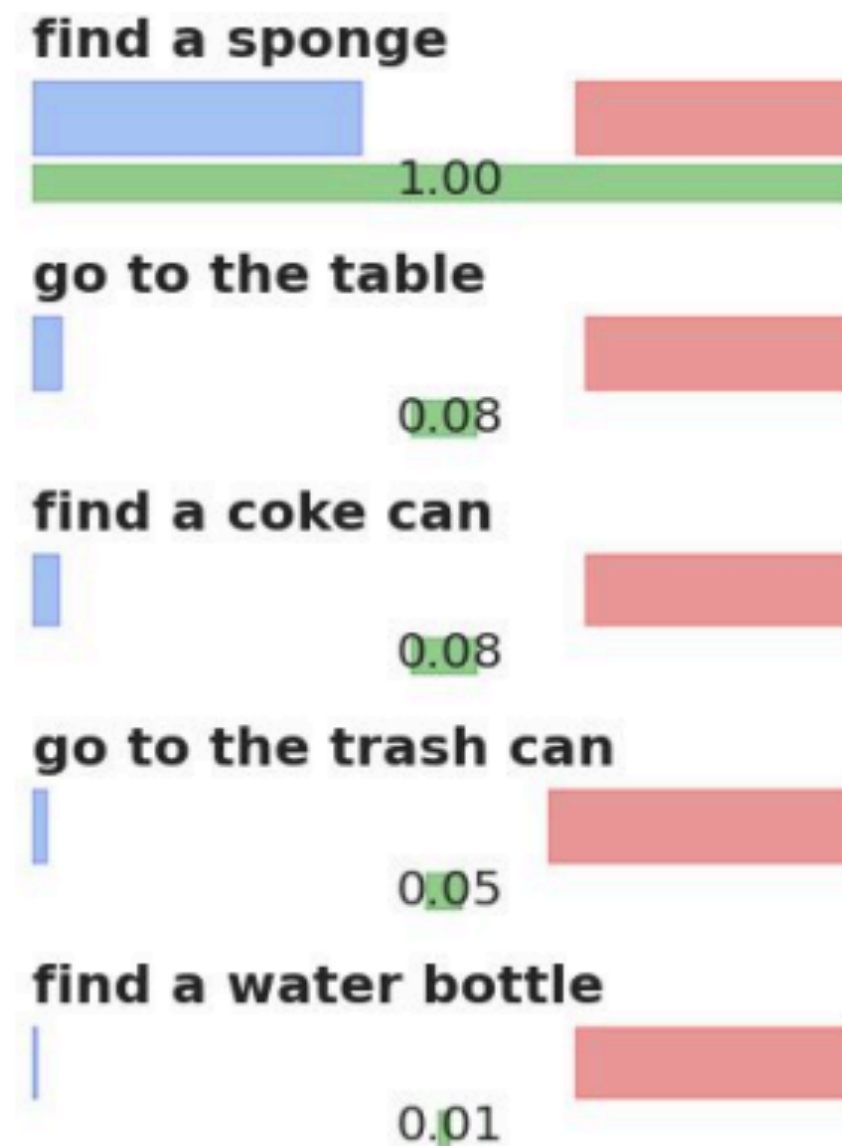 find a sponge
1.00
go to the table
0.08
find a coke can
0.08
go to the trash can
0.05
find a water bottle
0.01